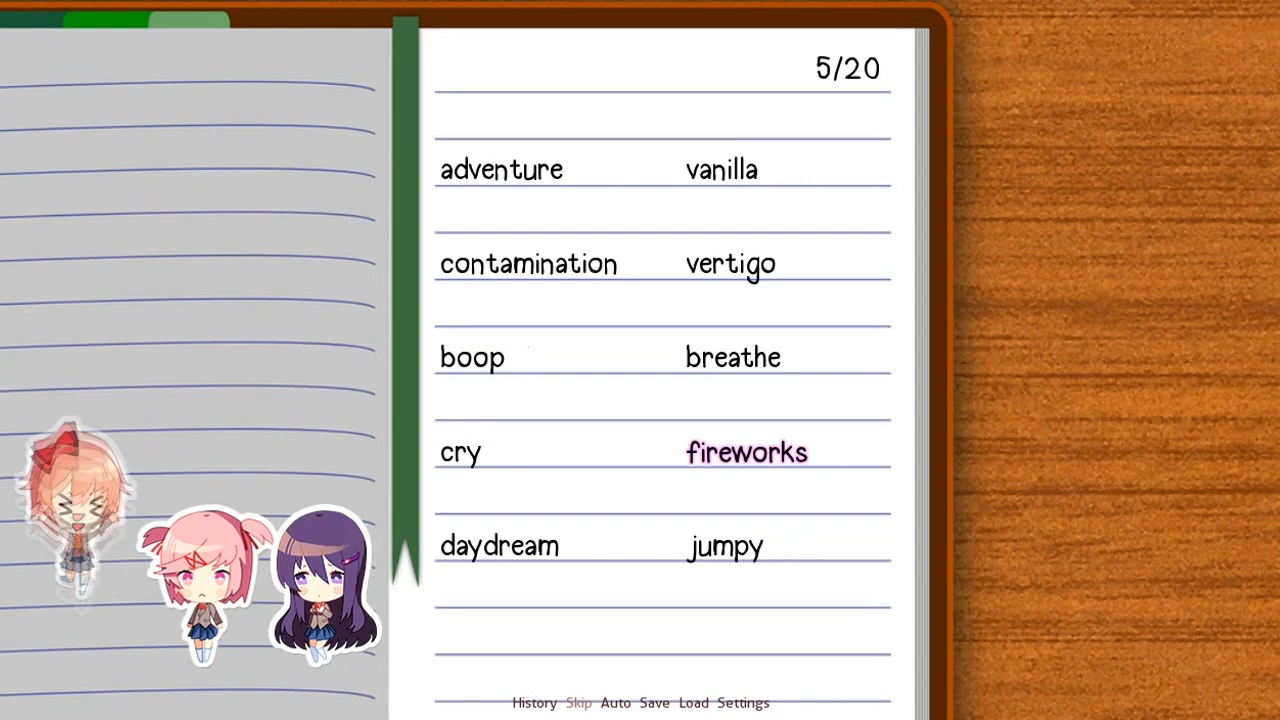 5/20
adventure vanilla
contamination vertigo
boop breathe
cry fireworks
daydream jumpy
History Skip Auto Save Load Settings